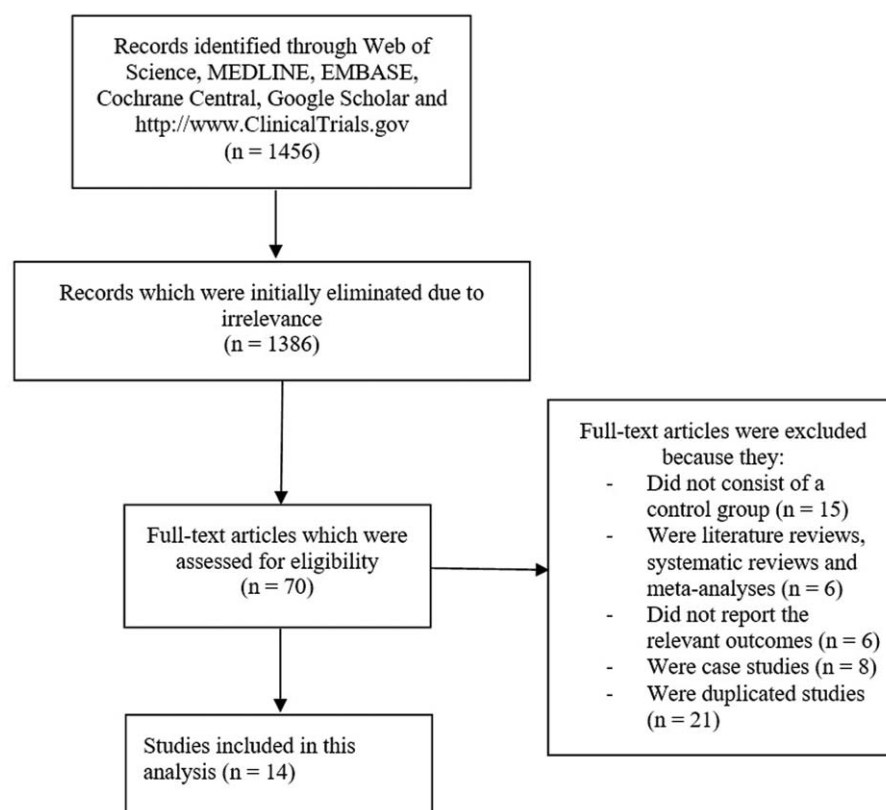 Records identified through Web of
Science, MEDLINE, EMBASE,
Cochrane Central, Google Scholar and
http://www.ClinicalTrials.gov
(n = 1456)
Records which were initially eliminated due to
irrelevance
(n = 1386)
Full-text articles which were
assessed for eligibility
(n = 70)
Full-text articles were excluded
because they:
- Did not consist of a
control group (n = 15)
- Were literature reviews,
systematic reviews and
meta-analyses (n = 6)
- Did not report the
relevant outcomes (n = 6)
- Were case studies (n = 8)
- Were duplicated studies
(n = 21)
Studies included in this
analysis (n = 14)